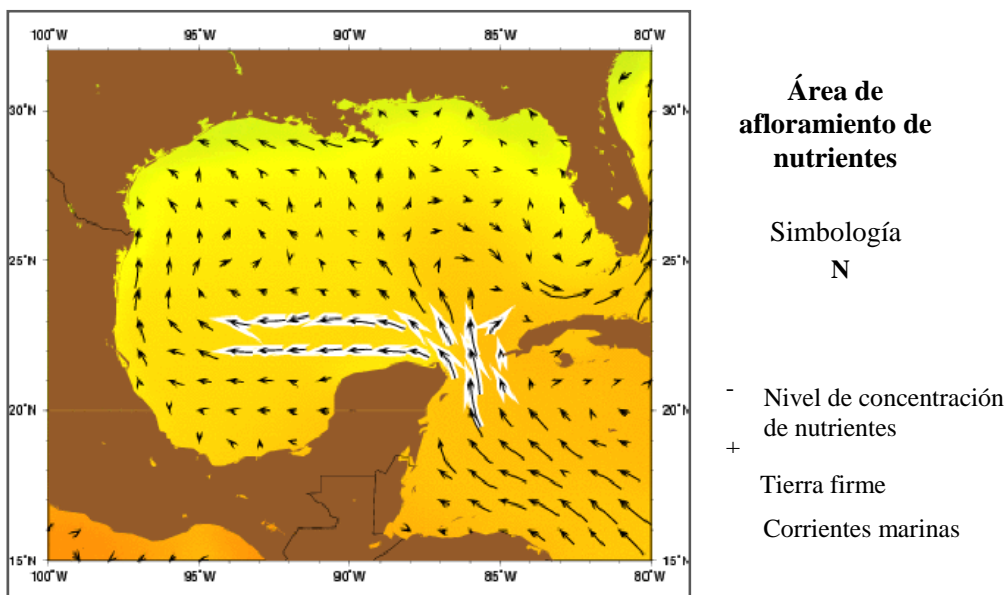 100°W 95°W 90°W 85°W 80°W
30°N 30°N
25°N 25°N
20°N 20°N
15°N 15°N
100°W 95°W 90°W 85°W 80°W
Área de
afloramiento de
nutrientes
Simbología
N
-
Nivel de concentración
de nutrientes
+
Tierra firme
Corrientes marinas